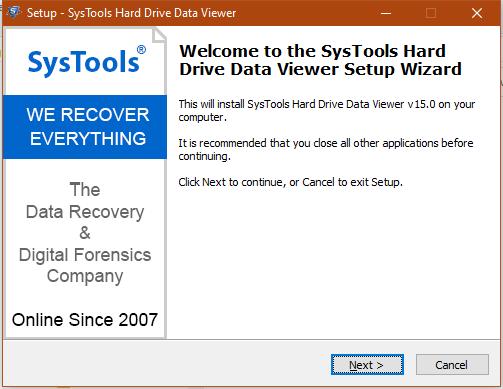 Setup - SysTools Hard Drive Data Viewer
SysTools®
WE RECOVER
EVERYTHING
The
Data Recovery
&
Digital Forensics
Company
Online Since 2007
Welcome to the SysTools Hard
Drive Data Viewer Setup Wizard
This will install SysTools Hard Drive Data Viewer v15.0 on your
computer.
It is recommended that you close all other applications before
continuing.
Click Next to continue, or Cancel to exit Setup.
Next >
Cancel